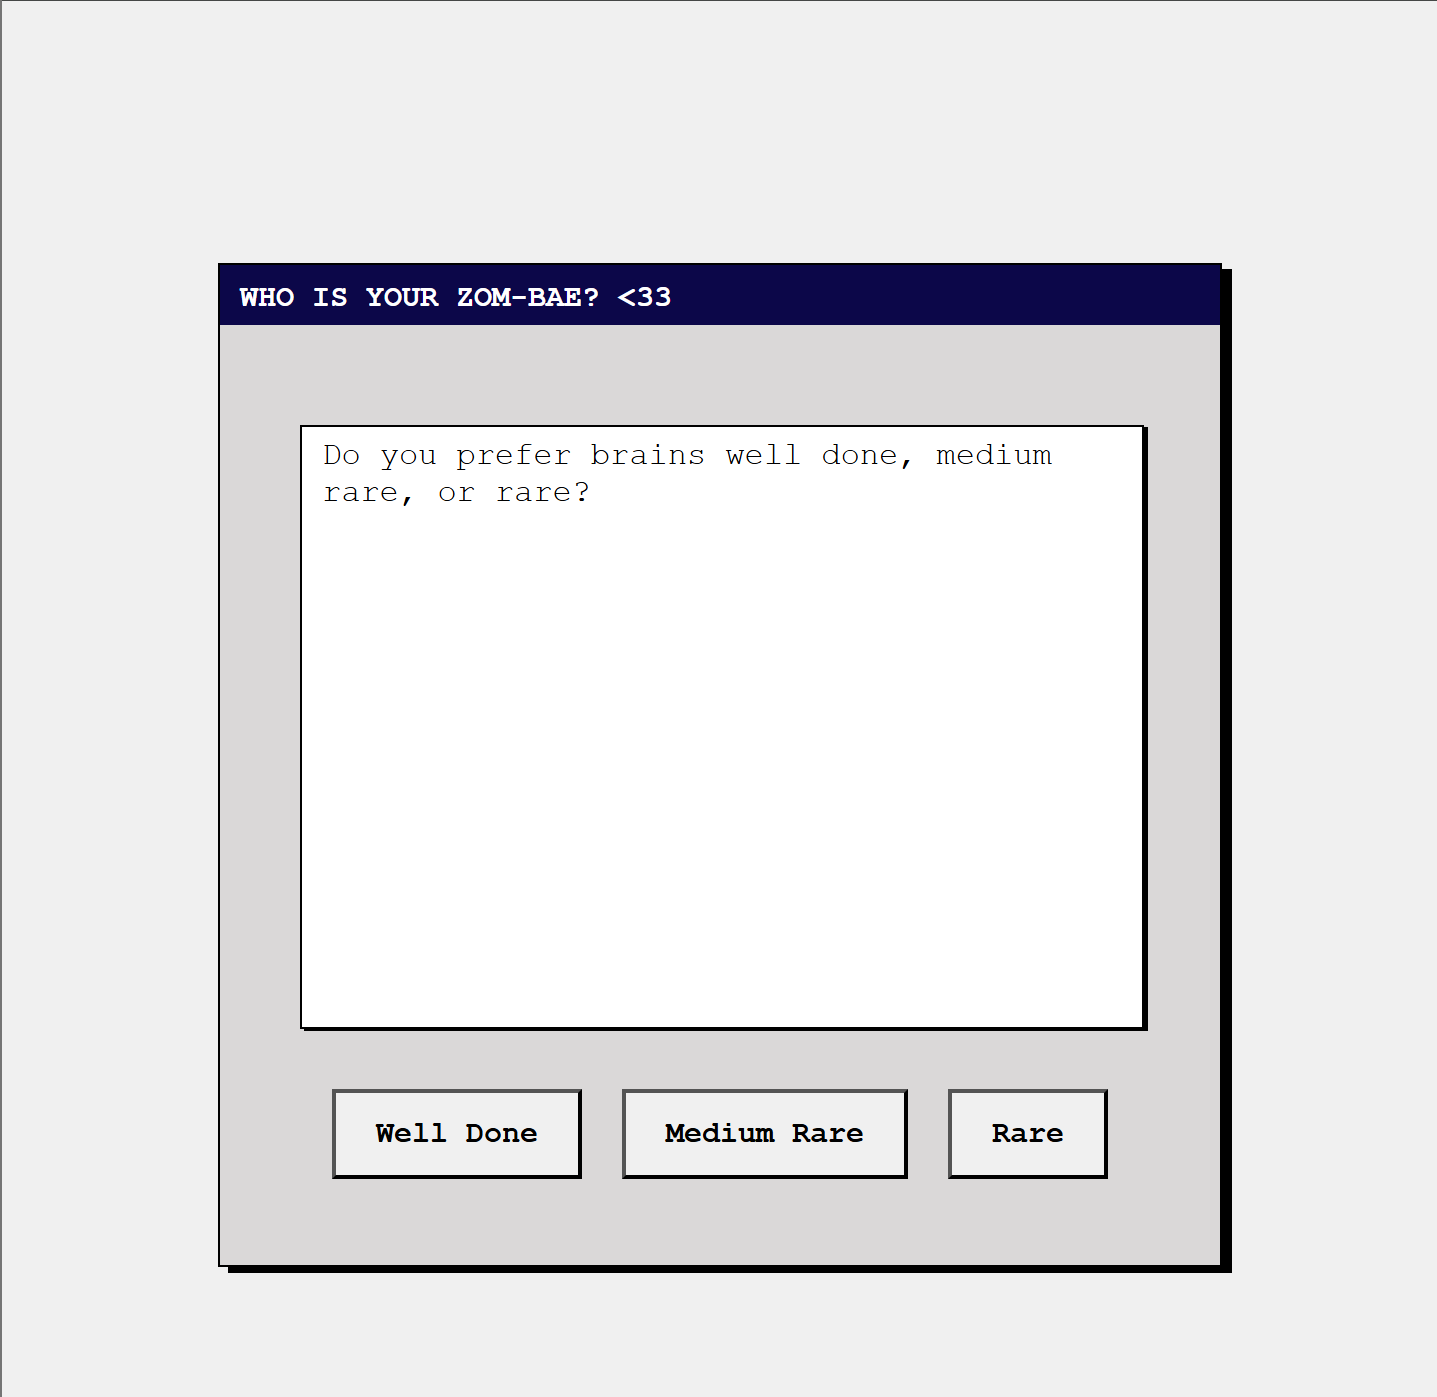 WHO IS YOUR ZOM-BAE? <33
Do you prefer brains well done, medium
rare, or rare?
Well Done
Medium Rare
Rare